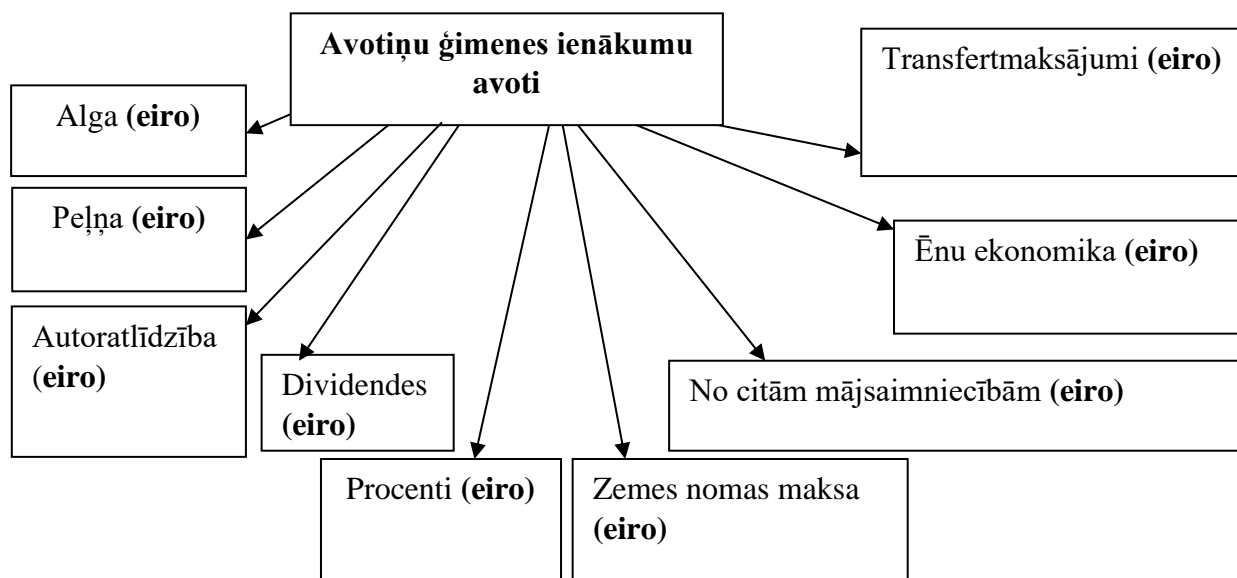 Avotiņu ģimenes ienākumu
avoti
Transfertmaksājumi (eiro)
Alga (eiro)
Peļņa (eiro)
Ēnu ekonomika (eiro)
Autoratlīdzība
(eiro)
Dividendes
(eiro)
No citām mājsaimniecībām (eiro)
Procenti (eiro)
Zemes nomas maksa
(eiro)